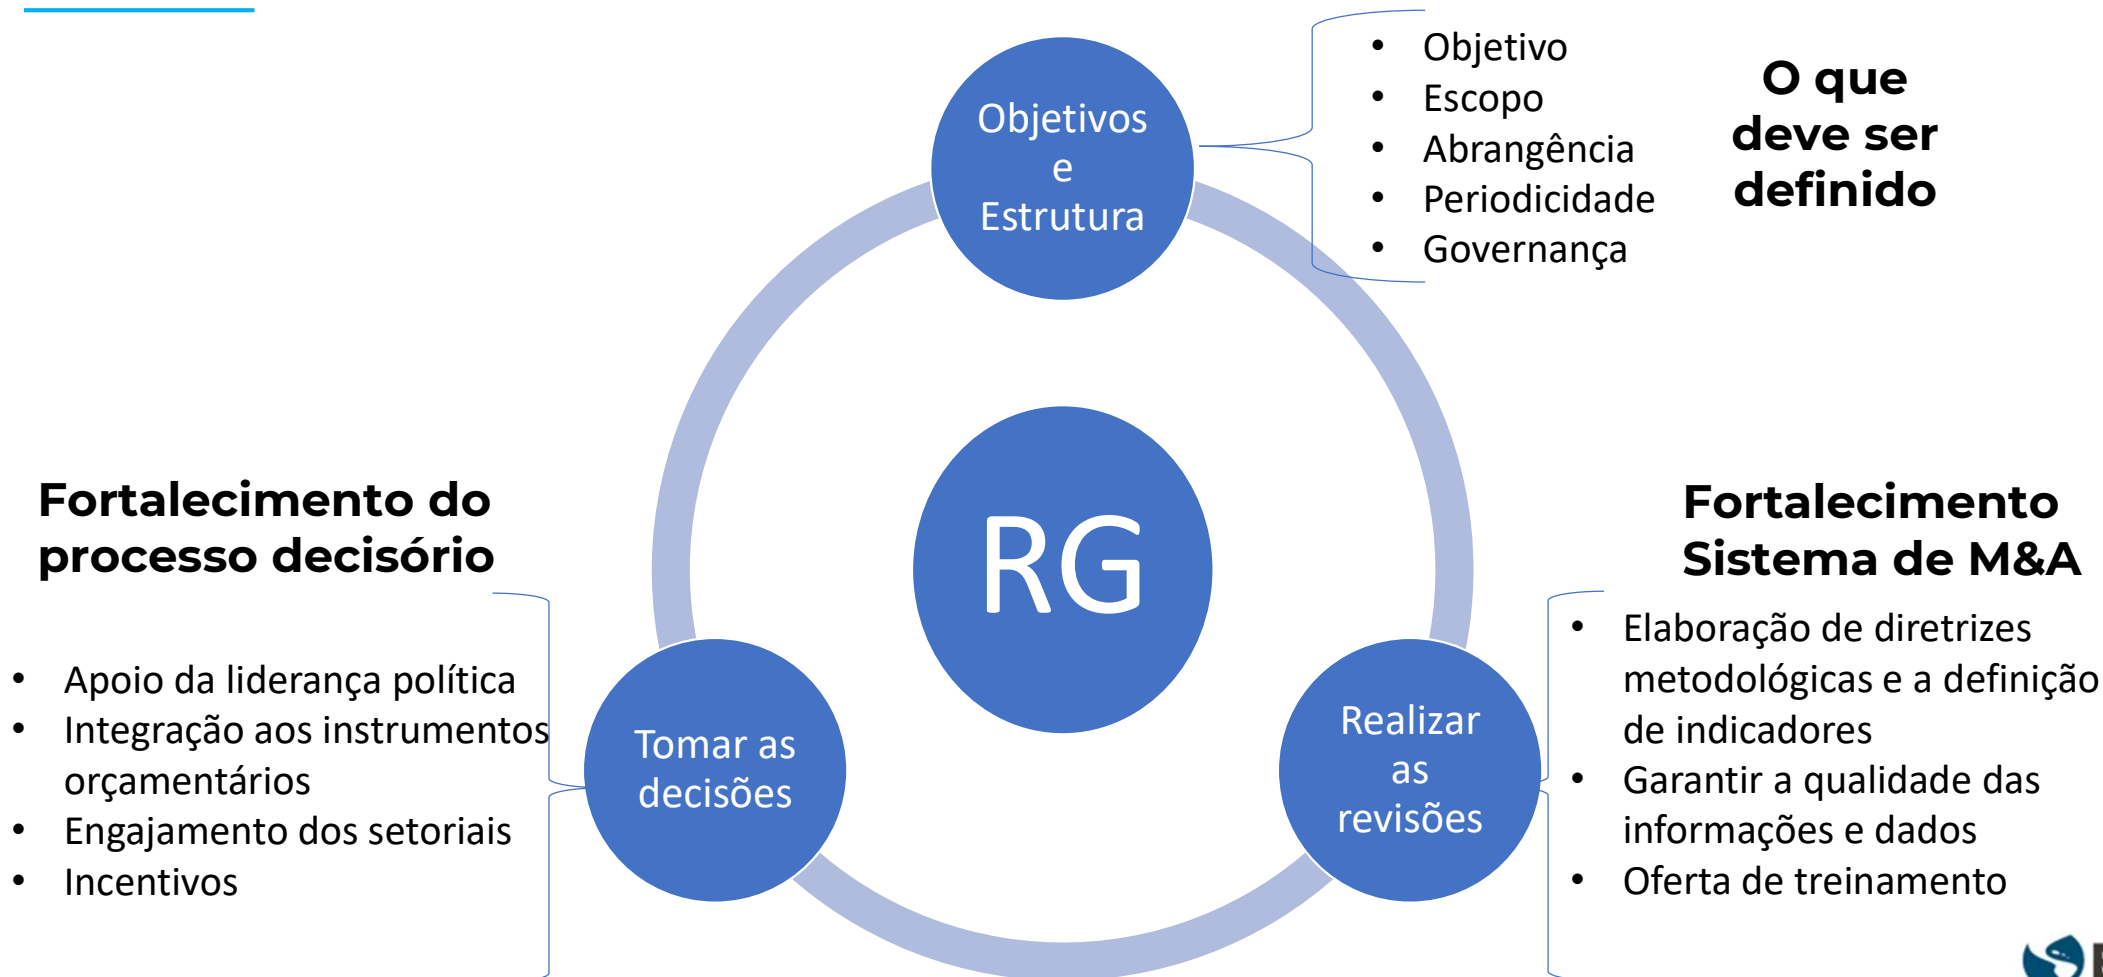 Objetivos
e
Estrutura
• Objetivo
• Escopo
• Abrangência
• Periodicidade
• Governança
O que
deve ser
definido
RG
Fortalecimento do
processo decisório
• Apoio da liderança política
• Integração aos instrumentos
orçamentários
• Engajamento dos setoriais
• Incentivos
Tomar as
decisões
Realizar
as
revisões
Fortalecimento
Sistema de M&A
• Elaboração de diretrizes
metodológicas e a definição
de indicadores
• Garantir a qualidade das
informações e dados
• Oferta de treinamento